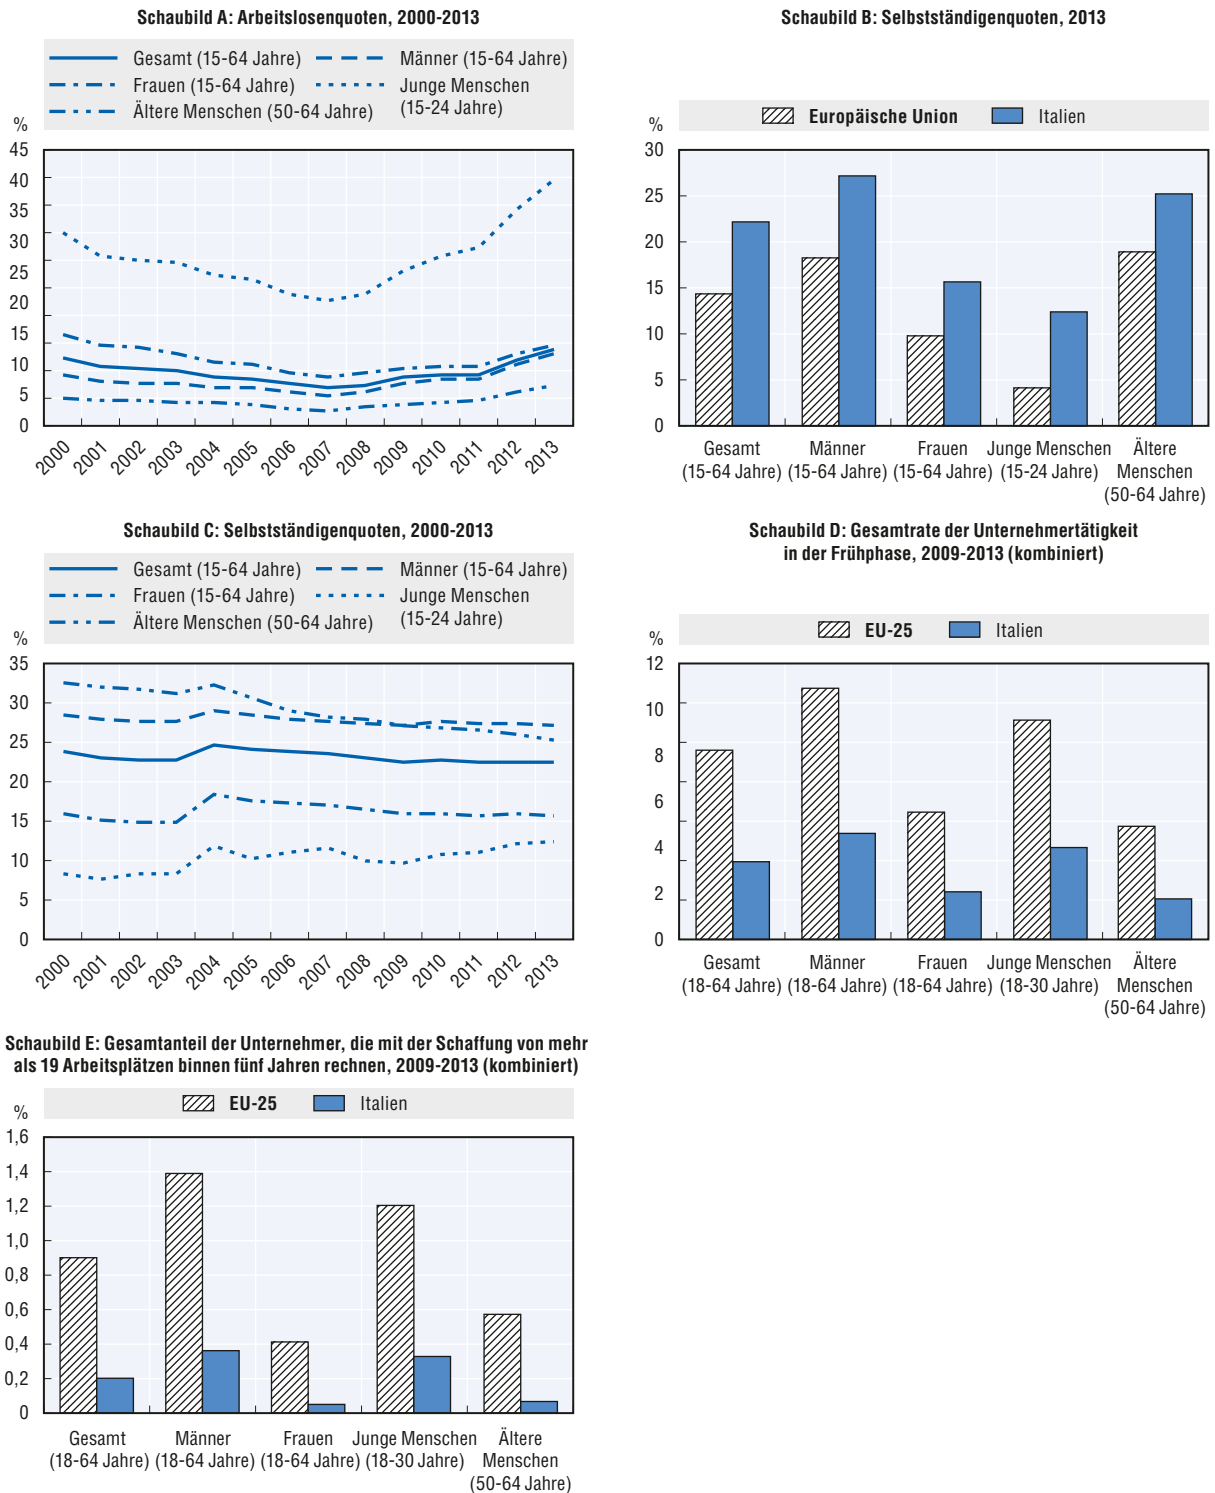 Schaubild A: Arbeitslosenquoten, 2000-2013
Gesamt (15-64 Jahre)
Männer (15-64 Jahre)
Frauen (15-64 Jahre)
Junge Menschen
(15-24 Jahre)
Ältere Menschen (50-64 Jahre)
%
45
40
35
30
25
20
15
10
5
0
2000 2001 2002 2003 2004 2005 2006 2007 2008 2009 2010 2011 2012 2013
Schaubild B: Selbstständigenquoten, 2013
Europäische Union Italien
%
30
25
20
15
10
5
0
Gesamt Männer Frauen Junge Menschen Ältere
(15-64 Jahre) (15-64 Jahre) (15-64 Jahre) (15-24 Jahre) Menschen
(50-64 Jahre)
Schaubild C: Selbstständigenquoten, 2000-2013
Gesamt (15-64 Jahre)
Männer (15-64 Jahre)
Frauen (15-64 Jahre)
Junge Menschen
(15-24 Jahre)
Ältere Menschen (50-64 Jahre)
%
35
30
25
20
15
10
5
0
2000 2001 2002 2003 2004 2005 2006 2007 2008 2009 2010 2011 2012 2013
Schaubild D: Gesamtrate der Unternehmertätigkeit
in der Frühphase, 2009-2013 (kombiniert)
EU-25 Italien
%
12
10
8
6
4
2
0
Gesamt Männer Frauen Junge Menschen Ältere
(18-64 Jahre) (18-64 Jahre) (18-64 Jahre) (18-30 Jahre) Menschen
(50-64 Jahre)
Schaubild E: Gesamtanteil der Unternehmer, die mit der Schaffung von mehr
als 19 Arbeitsplätzen binnen fünf Jahren rechnen, 2009-2013 (kombiniert)
EU-25 Italien
%
1,6
1,4
1,2
1,0
0,8
0,6
0,4
0,2
0
Gesamt Männer Frauen Junge Menschen Ältere
(18-64 Jahre) (18-64 Jahre) (18-64 Jahre) (18-30 Jahre) Menschen
(50-64 Jahre)